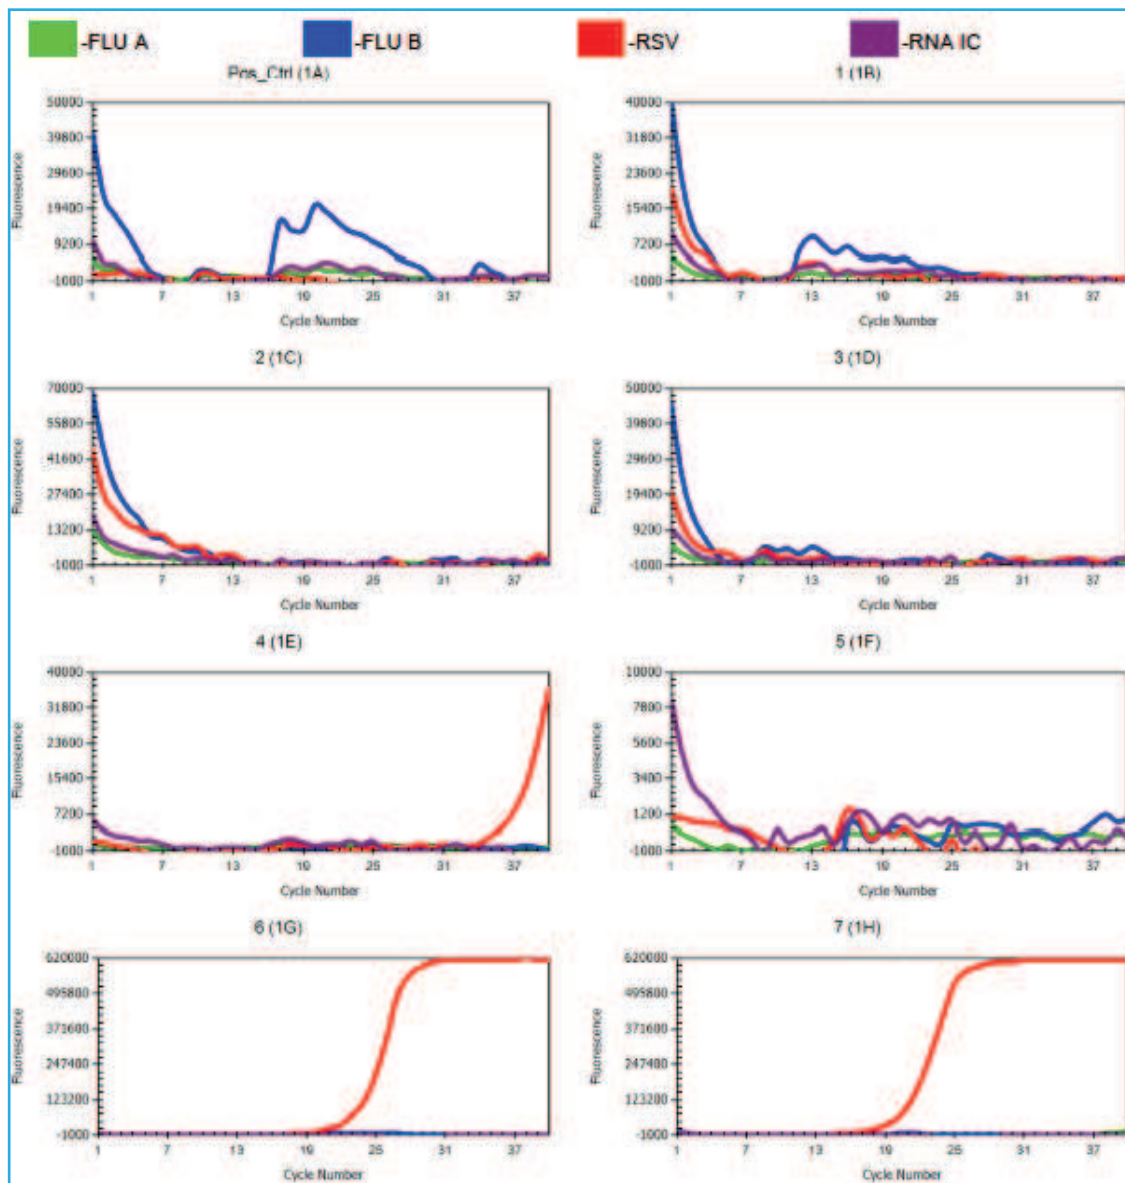 -FLU A -FLU B -RSV -RNA IC
Pos_Ctrl (1A) 1 (1B)
50000 40000
39800 31800
29600 23600
19400 15400
9200 7200
-1000 -1000
1 7 13 19 25 31 37 1 7 13 19 25 31 37
Fluorescence Fluorescence
Cycle Number Cycle Number
2 (1C) 3 (1D)
70000 50000
55800 39800
41600 29600
27400 19400
13200 9200
-1000 -1000
1 7 13 19 25 31 37 1 7 13 19 25 31 37
Fluorescence Fluorescence
Cycle Number Cycle Number
4 (1E) 5 (1F)
40000 10000
31800 7800
23600 5600
15400 3400
7200 1200
-1000 -1000
1 7 13 19 25 31 37 1 7 13 19 25 31 37
Fluorescence Fluorescence
Cycle Number Cycle Number
6 (1G) 7 (1H)
620000 620000
495800 495800
371600 371600
247400 247400
123200 123200
-1000 -1000
1 7 13 19 25 31 37 1 7 13 19 25 31 37
Fluorescence Fluorescence
Cycle Number Cycle Number